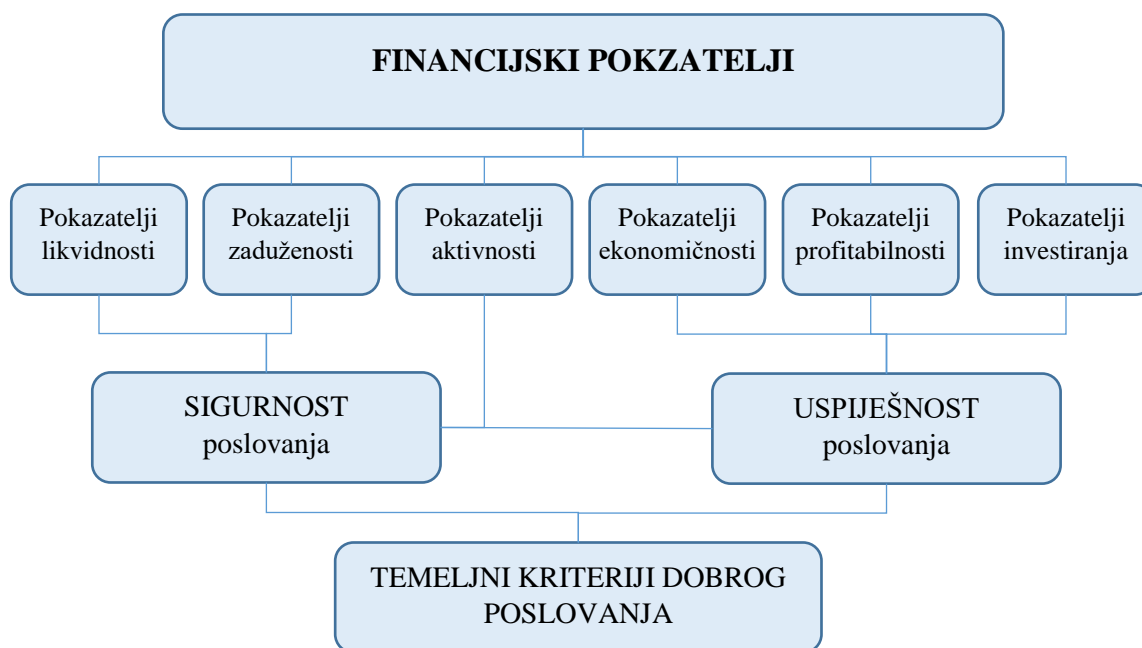 FINANCIJSKI POKZATELJI
Pokazatelji
likvidnosti
Pokazatelji
zaduženosti
Pokazatelji
aktivnosti
Pokazatelji
ekonomičnosti
Pokazatelji
profitabilnosti
Pokazatelji
investiranja
SIGURNOST
poslovanja
USPIJEŠNOST
poslovanja
TEMELJNI KRITERIJI DOBROG
POSLOVANJA